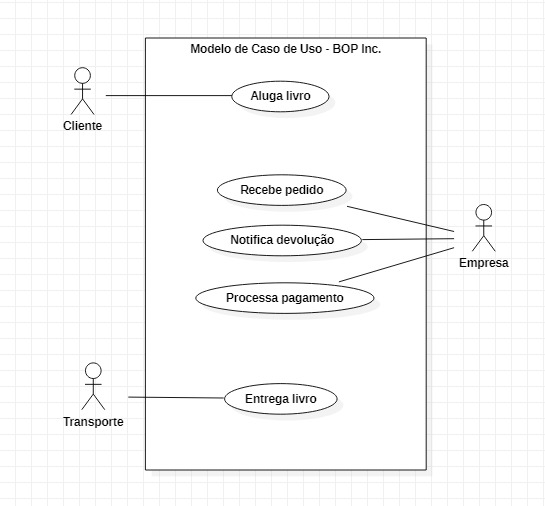 Modelo de Caso de Uso - BOP Inc.
Aluga livro
Cliente
Recebe pedido
Notifica devolução
Empresa
Processa pagamento
Entrega livro
Transporte